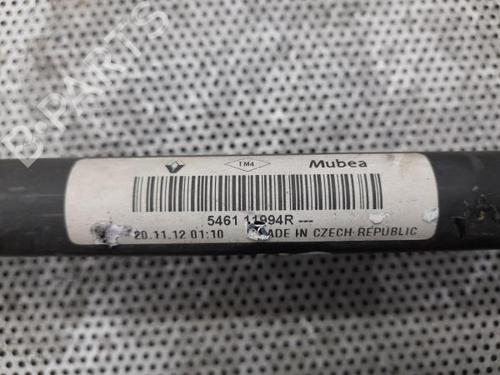 B-PARTS
TM4
Mubea
5461 11994R ---
20.11.12 01:10 MADE IN CZECH REPUBLIC